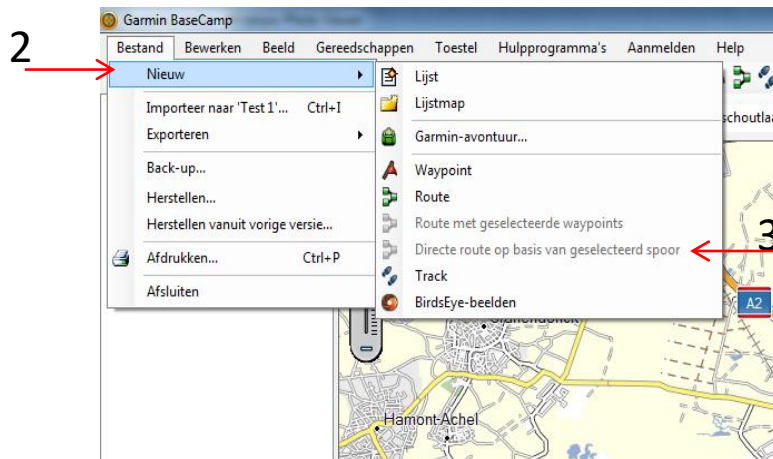 Garmin BaseCamp
2
Bestand Bewerken Beeld Gereedschappen Toestel Hulpprogramma's Aanmelden Help
Nieuw
Importeer naar 'Test 1'... Ctrl+I
Exporteren
Back-up...
Herstellen...
Herstellen vanuit vorige versie...
Afdrukken... Ctrl+P
Afsluiten
Lijst
Lijstmap
Garmin-avontuur...
Waypoint
Route
Route met geselecteerde waypoints
Directe route op basis van geselecteerd spoor
Track
BirdsEye-beelden
3
A2
Hamont-Achel